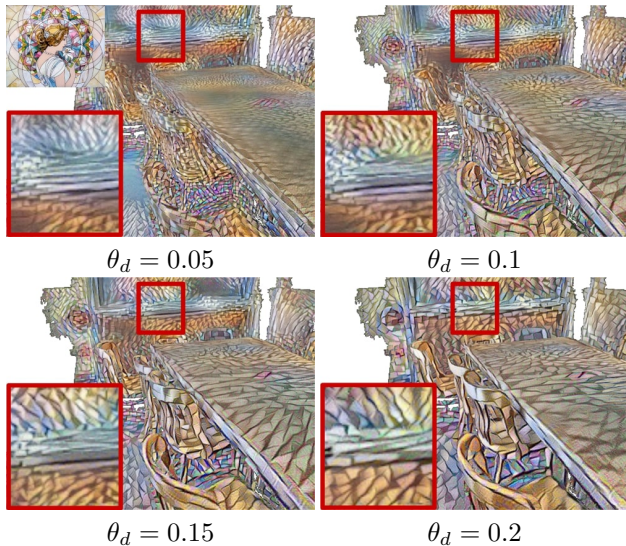 θ_d = 0.05
θ_d = 0.1
θ_d = 0.15
θ_d = 0.2